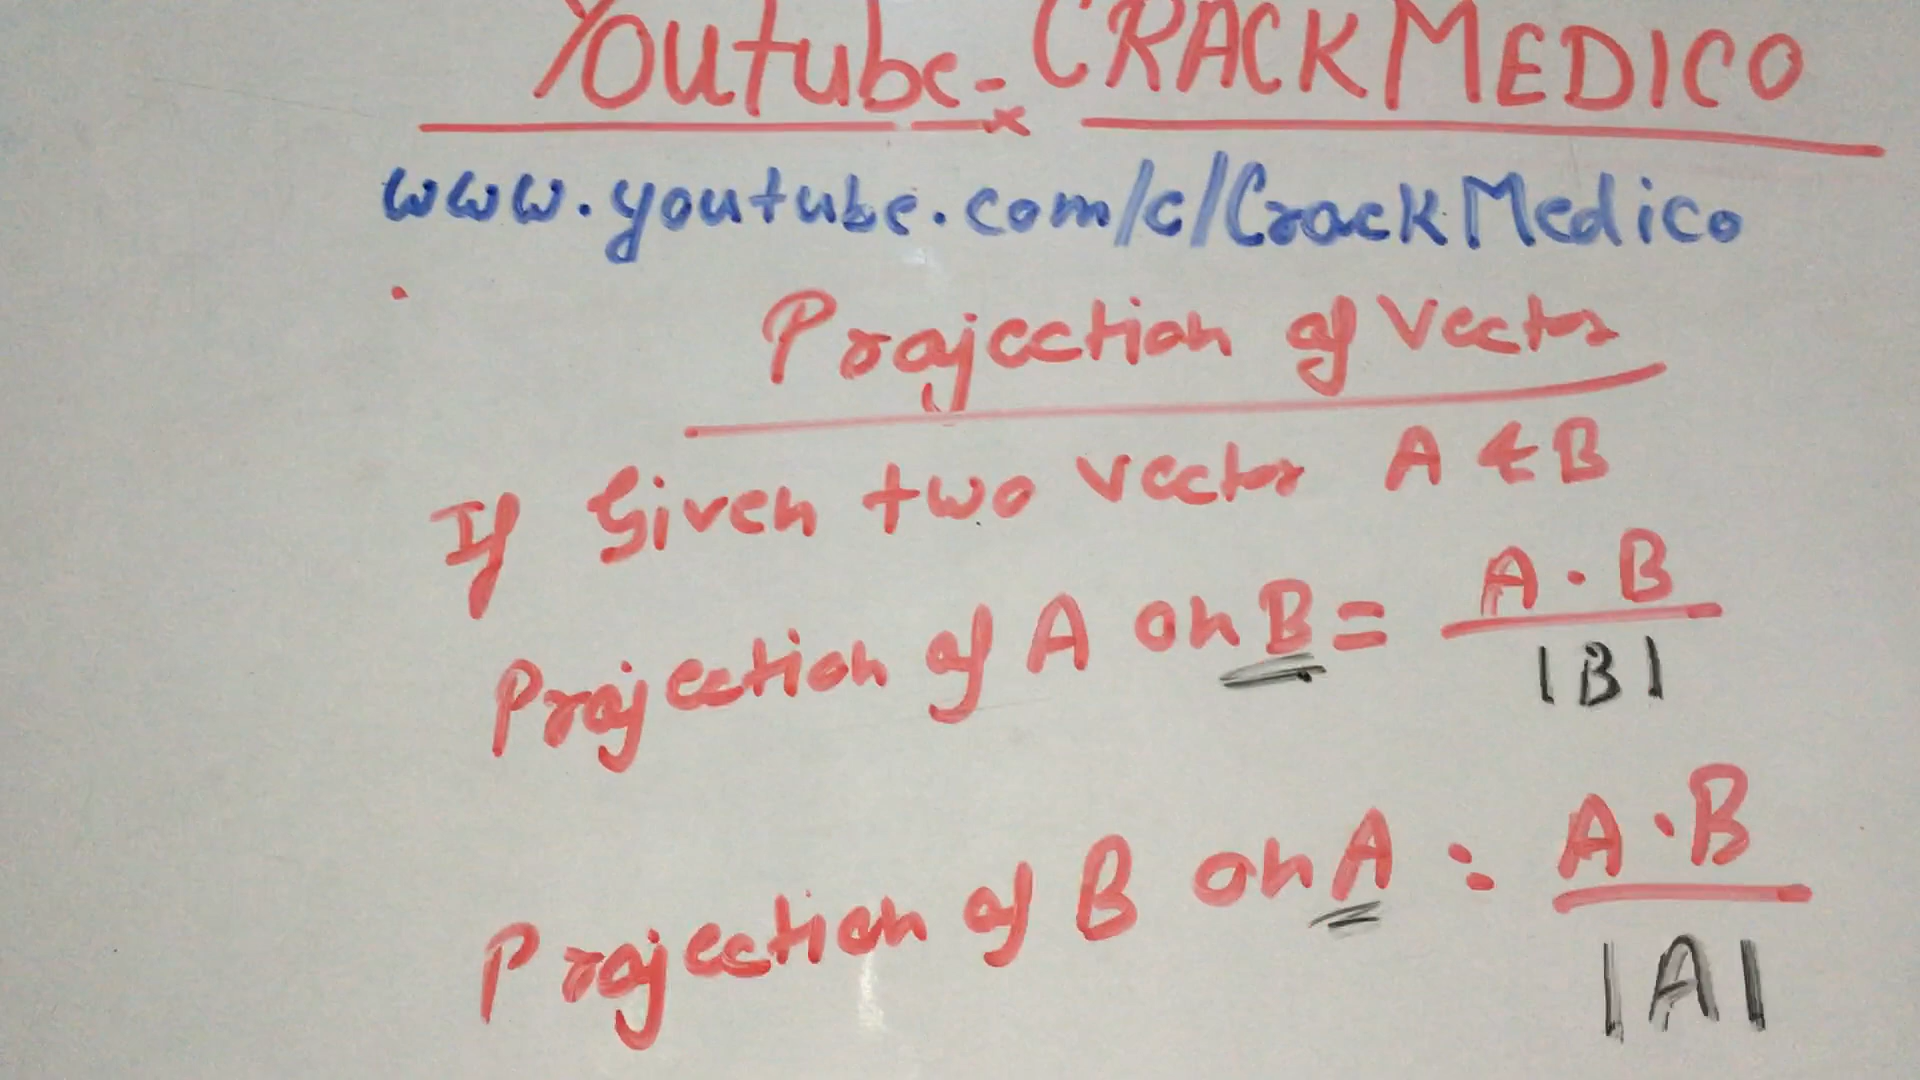 Youtube:- CRACKMEDICO
www.youtube.com/c/CrackMedico
Projection of Vector
If Given two Vector A & B
Projection of A on B = A . B
|B|
Projection of B on A : A . B
|A|